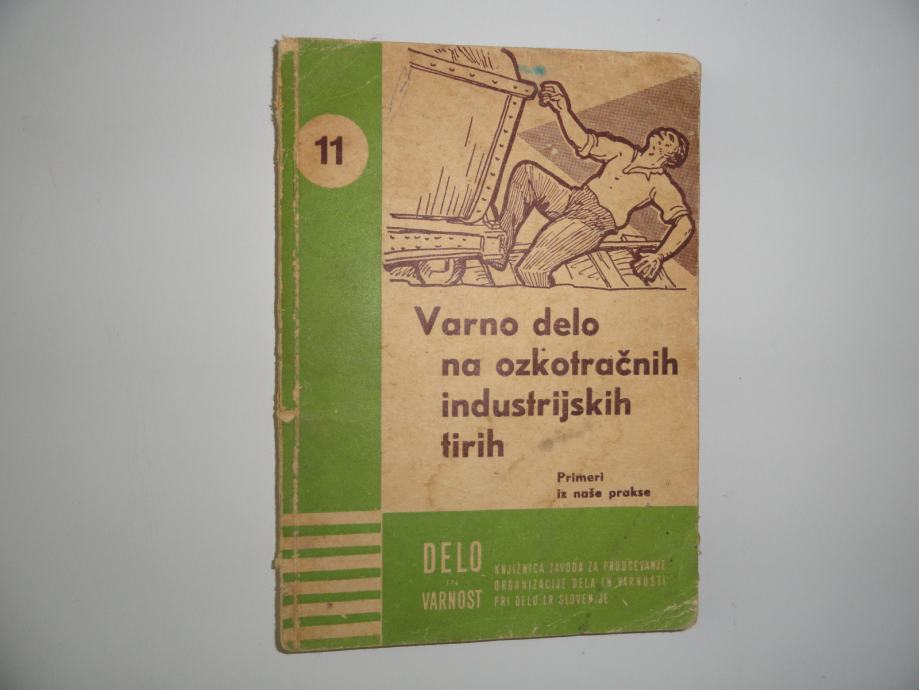 11
Varno delo
na ozkotračnih
industrijskih
tirih
Primeri
iz naše prakse
DELO
IN
VARNOST
KNJIŽNICA ZAVODA ZA PROUČEVANJE
ORGANIZACIJE DELA IN VARNOSTI
PRI DELU LR SLOVENIJE